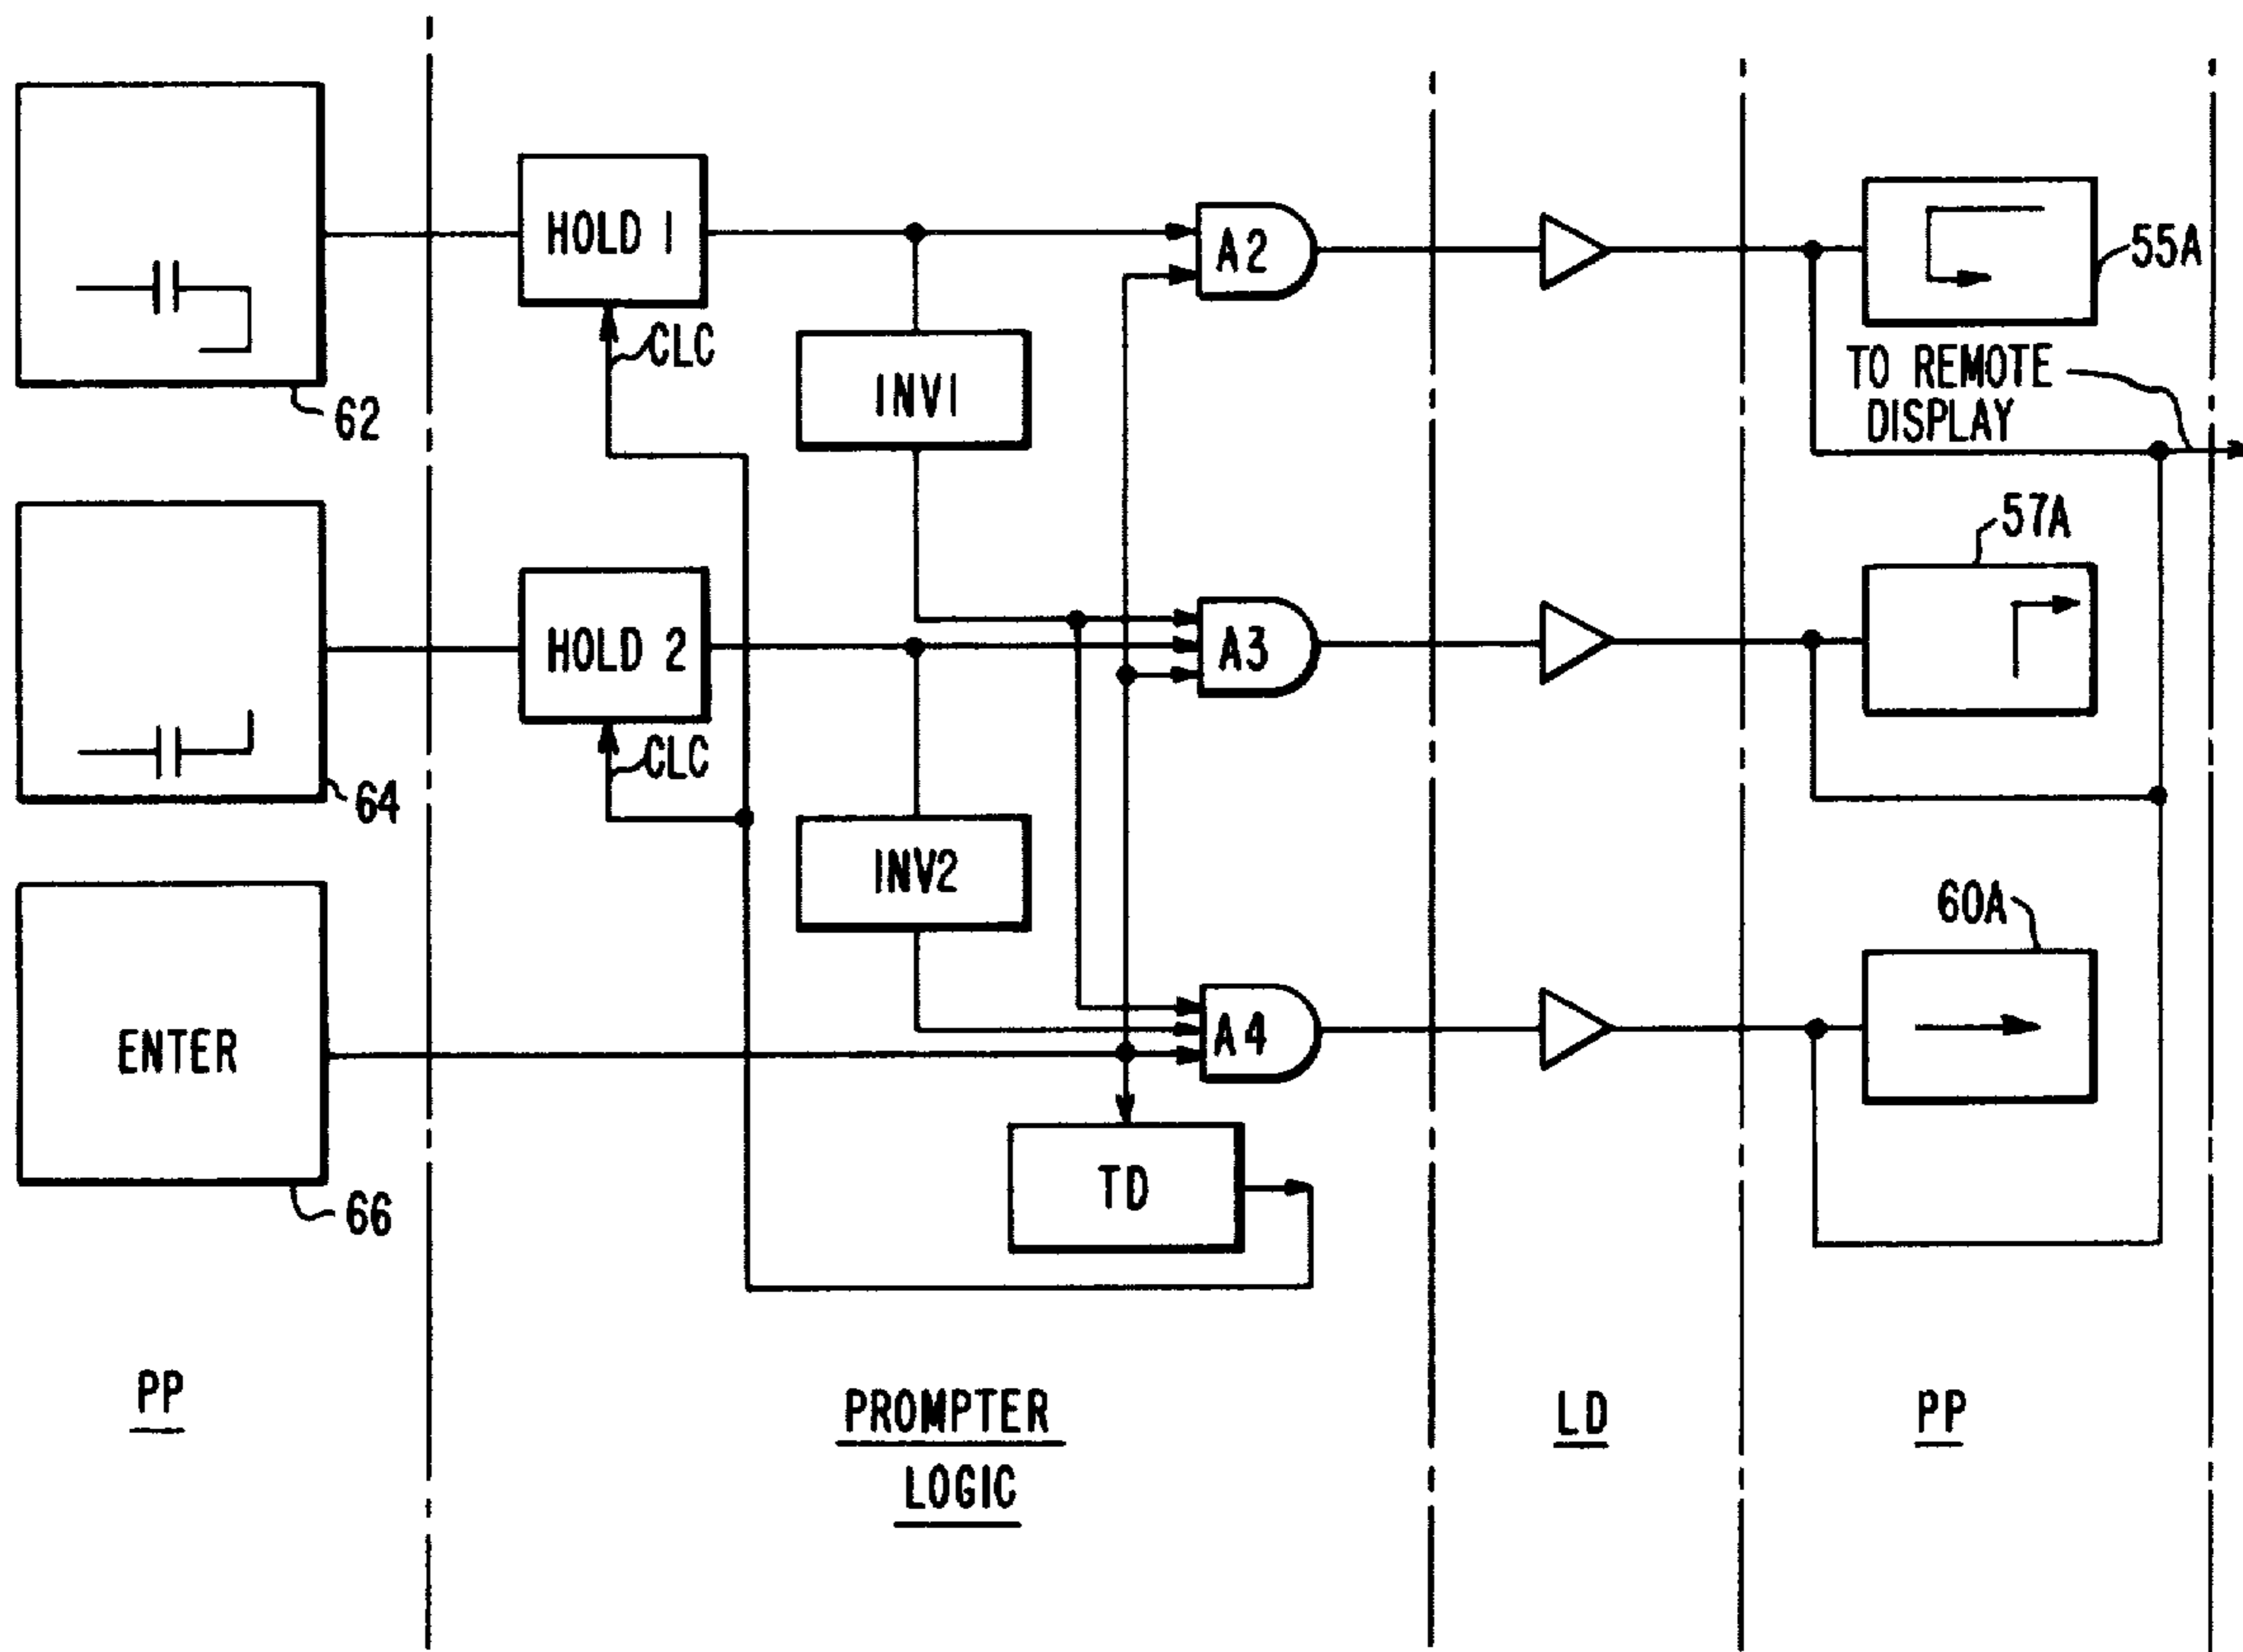 HOLD 1
A2
55A
CLC
TO REMOTE
DISPLAY
INV1
62
57A
HOLD 2
A3
CLC
64
INV2
60A
ENTER
A4
TD
66
PP
PROMPTER
LOGIC
LD
PP